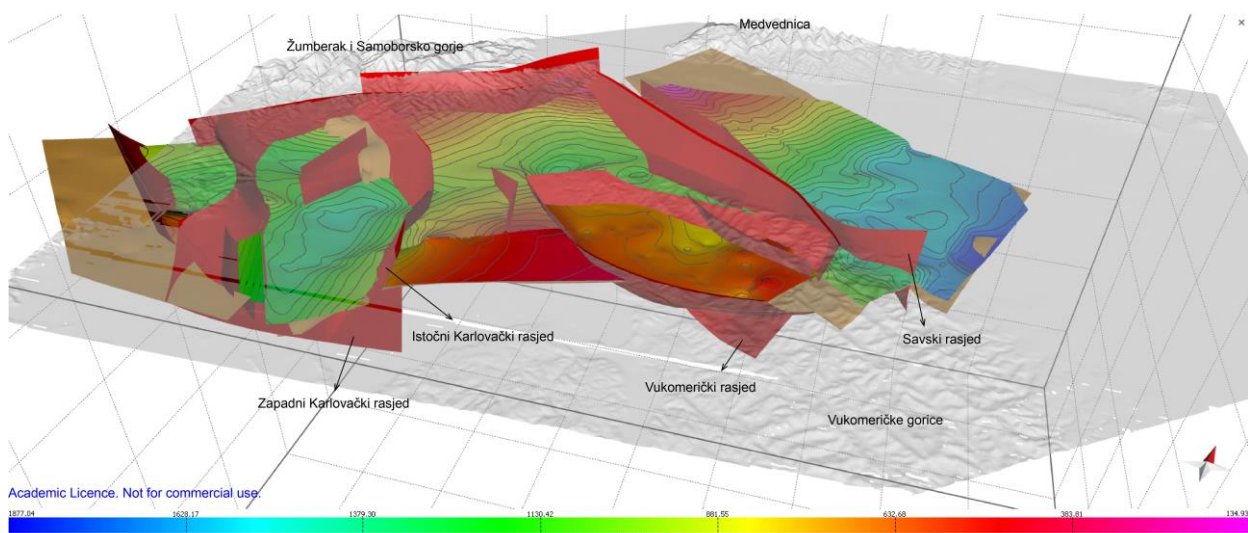 Medvednica
Žumberak i Samoborsko gorje
Istočni Karlovački rasjed
Savski rasjed
Vukomerički rasjed
Zapadni Karlovački rasjed
Vukomeričke gorice
Academic Licence. Not for commercial use.
1877.04 1628.17 1379.30 1130.42 881.55 632.68 383.81 134.93